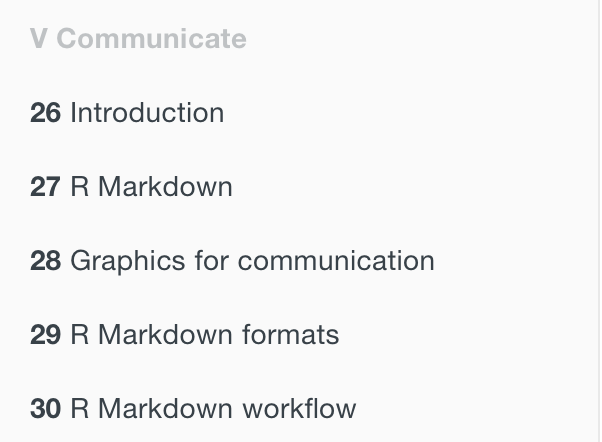 V Communicate
26 Introduction
27 R Markdown
28 Graphics for communication
29 R Markdown formats
30 R Markdown workflow